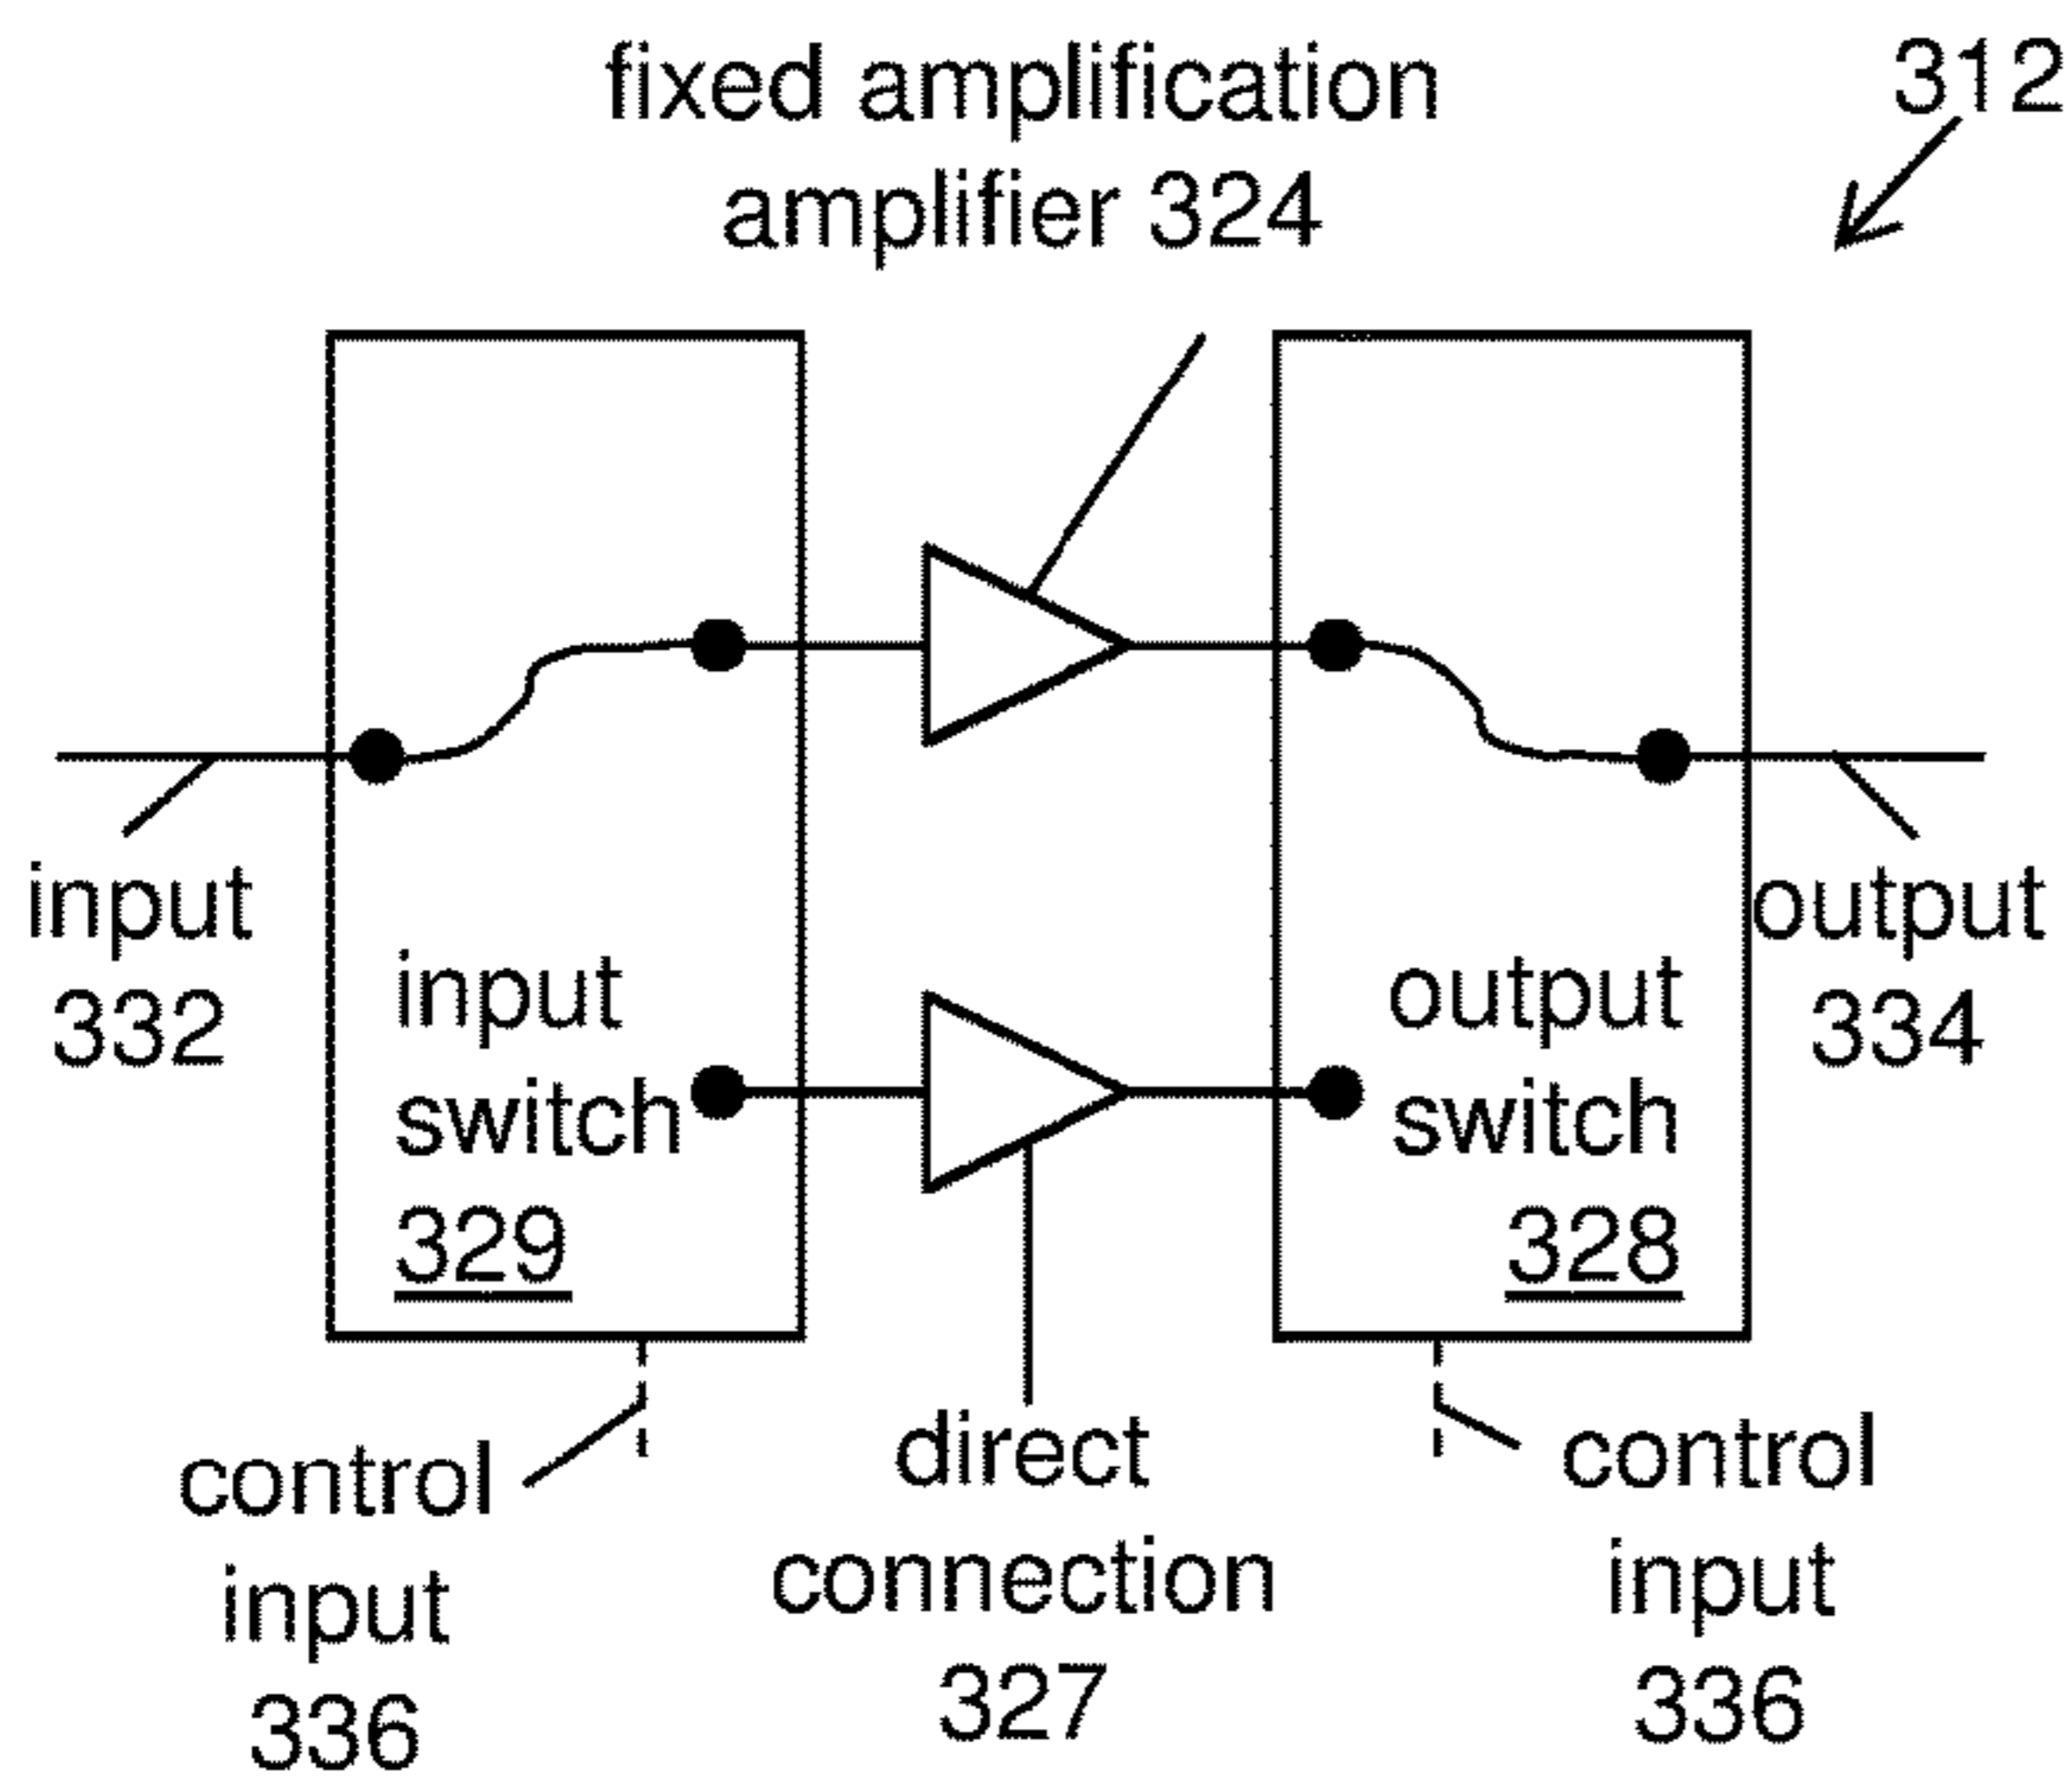 fixed amplification
amplifier 324
312
input
332
input
switch
329
output
switch
328
output
334
control
input
336
direct
connection
327
control
input
336